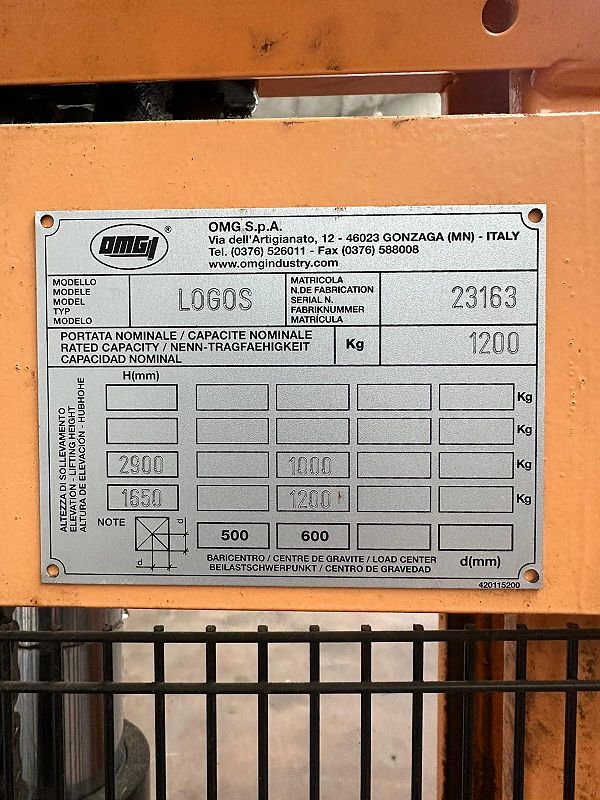 OMG ®
OMG S.p.A.
Via dell'Artigianato, 12 - 46023 GONZAGA (MN) - ITALY
Tel. (0376) 526011 - Fax (0376) 588008
www.omgindustry.com
MODELLO
MODELE
MODEL
TYP
MODELO
LOGOS
MATRICOLA
N.DE FABRICATION
SERIAL N.
FABRIKNUMMER
MATRÍCULA
23163
PORTATA NOMINALE / CAPACITE NOMINALE
RATED CAPACITY / NENN-TRAGFAEHIGKEIT
CAPACIDAD NOMINAL
Kg
1200
ALTEZZA DI SOLLEVAMENTO
ELEVATION - LIFTING HEIGHT
ALTURA DE ELEVACIÓN - HUBHOHE
H(mm)
Kg
Kg
2900 1000 Kg
1650 1200 Kg
NOTE d d 500 600 d(mm)
BARICENTRO / CENTRE DE GRAVITE / LOAD CENTER
BEILASTSCHWERPUNKT / CENTRO DE GRAVEDAD
420115200